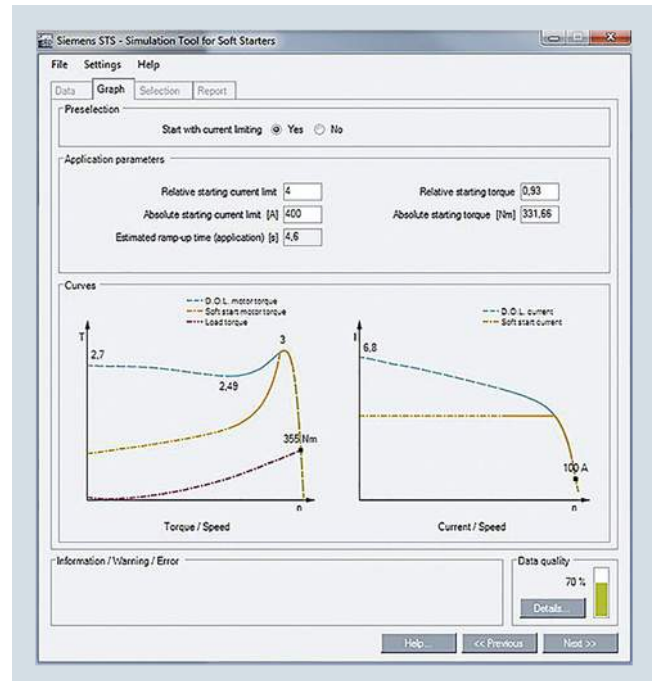 Siemens STS - Simulation Tool for Soft Starters
File Settings Help
Data Graph Selection Report
Preselection
Start with current limiting Yes No
Application parameters
Relative starting current limit 4 Relative starting torque 0,93
Absolute starting current limit [A] 400 Absolute starting torque [Nm] 331,66
Estimated ramp-up time (application) [s] 4,6
Curves
D.O.L. motor torque
Soft start motor torque
Load torque
T
2,7
2,49
3
355 Nm
n
Torque / Speed
D.O.L. current
Soft start current
I
6,8
100 A
n
Current / Speed
Information / Warning / Error
Data quality
70 %
Details...
Help... << Previous Next >>